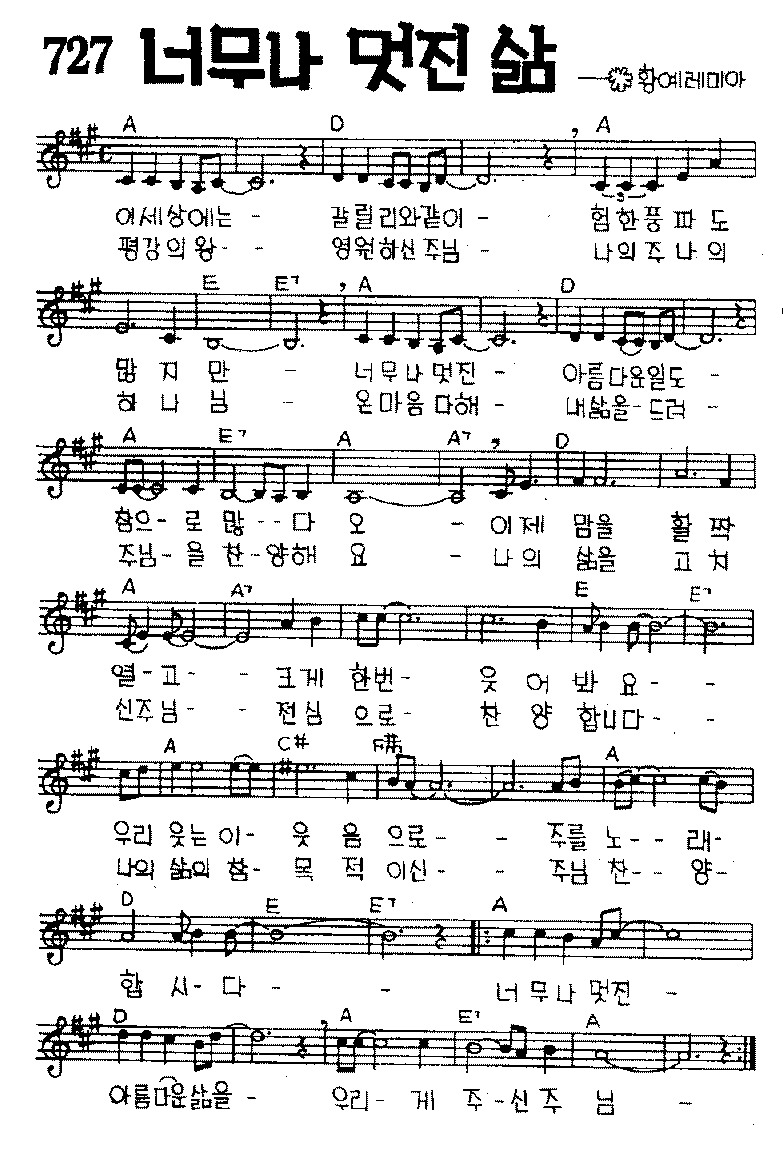 727 너무나 멋진 삶 황예레미아
A D A
이세상에는 - 갈릴리와같이 - 험한풍파도
평강의왕 - - 영원하신주님 - 나의주나의
E E7 A D
많지만 - 너무나멋진 - 아름다운일도 -
하나님 - 온마음다해 - 내삶을-드려 -
A E7 A A7 D
참으-로많--다오 - 이제맘을활짝
주님-을찬-양해요 - 나의삶을고치
A A7 E E7
열-고- - 크게한번- 웃어봐요- -
신주님- - 전심으로- 찬양합니다- -
A C# F#m A
우리웃는이- 웃음으로- - 주를노--래-
나의삶의참- 목적이신- - 주님찬--양-
D E E7 A
합시-다- - - 너무나멋진 -
D A E7 A
아름다운삶을 - 우리-게주-신주님 -